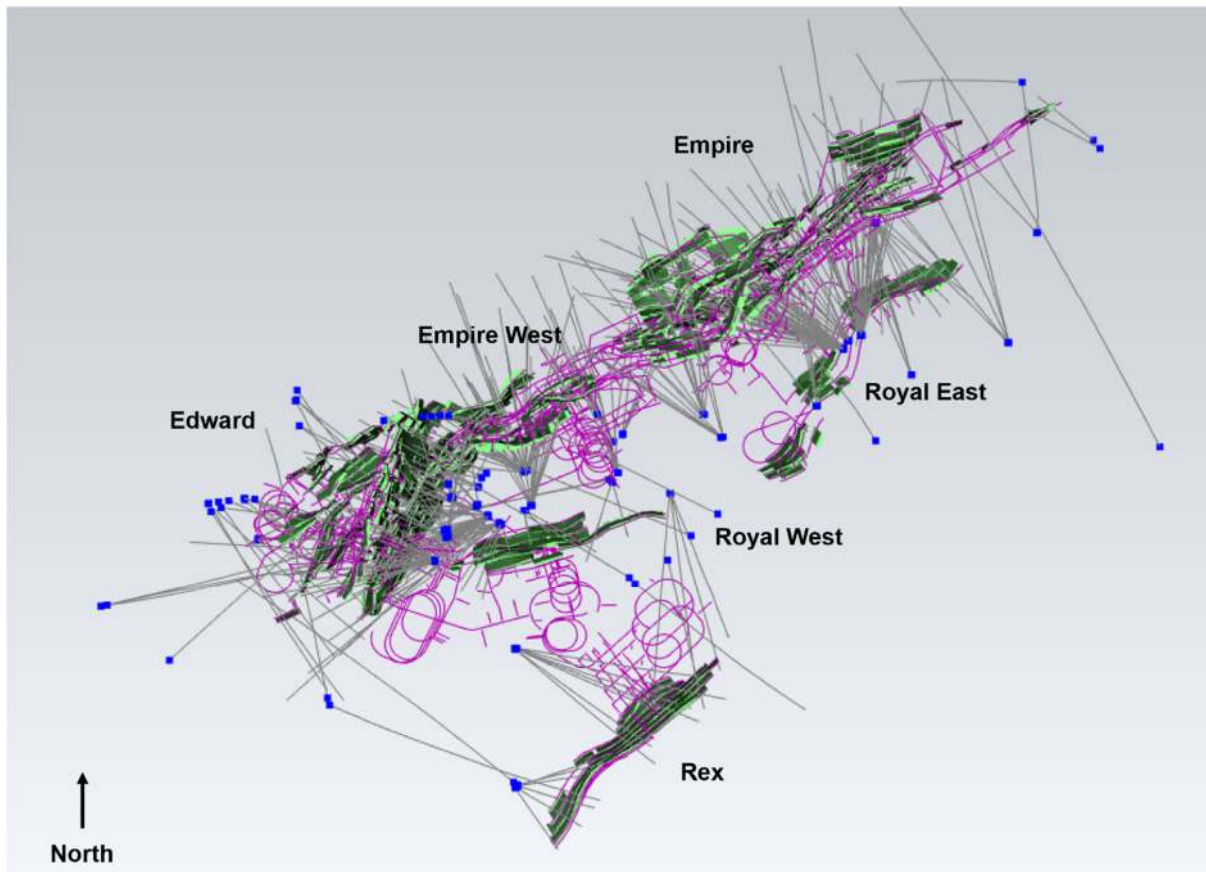 Empire
Empire West
Edward
Royal East
Royal West
Rex
North